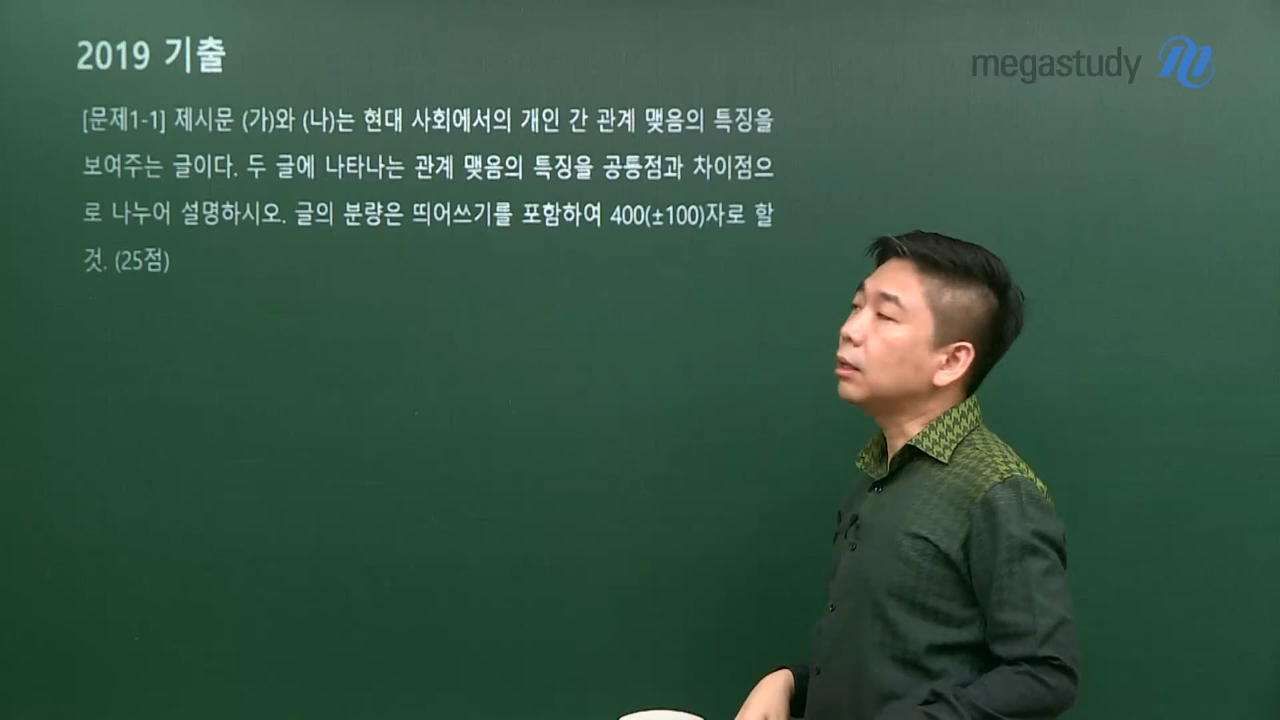 2019 기출
megastudy
[문제1-1] 제시문 (가)와 (나)는 현대 사회에서의 개인 간 관계 맺음의 특징을
보여주는 글이다. 두 글에 나타나는 관계 맺음의 특징을 공통점과 차이점으
로 나누어 설명하시오. 글의 분량은 띄어쓰기를 포함하여 400(±100)자로 할
것. (25점)